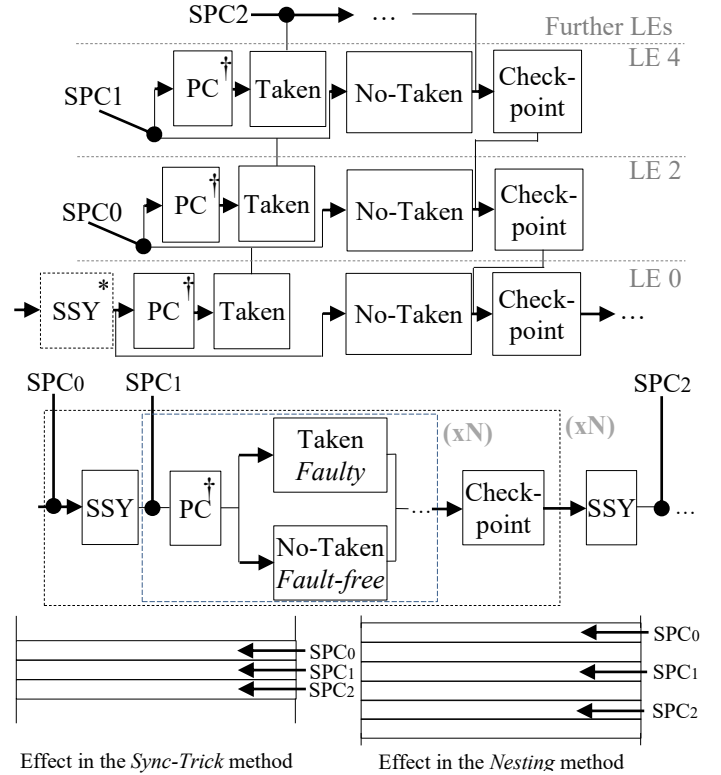 SPC2
...
Further LEs
LE 4
SPC1
PC†
Taken
No-Taken
Check-
point
LE 2
SPC0
PC†
Taken
No-Taken
Check-
point
LE 0
SSY*
PC†
Taken
No-Taken
Check-
point
...
SPC0
SPC1
SPC2
(xN)
(xN)
SSY
PC†
Taken
Faulty
No-Taken
Fault-free
...
Check-
point
SSY
...
SPC0
SPC1
SPC2
SPC0
SPC1
SPC2
Effect in the Sync-Trick method
Effect in the Nesting method